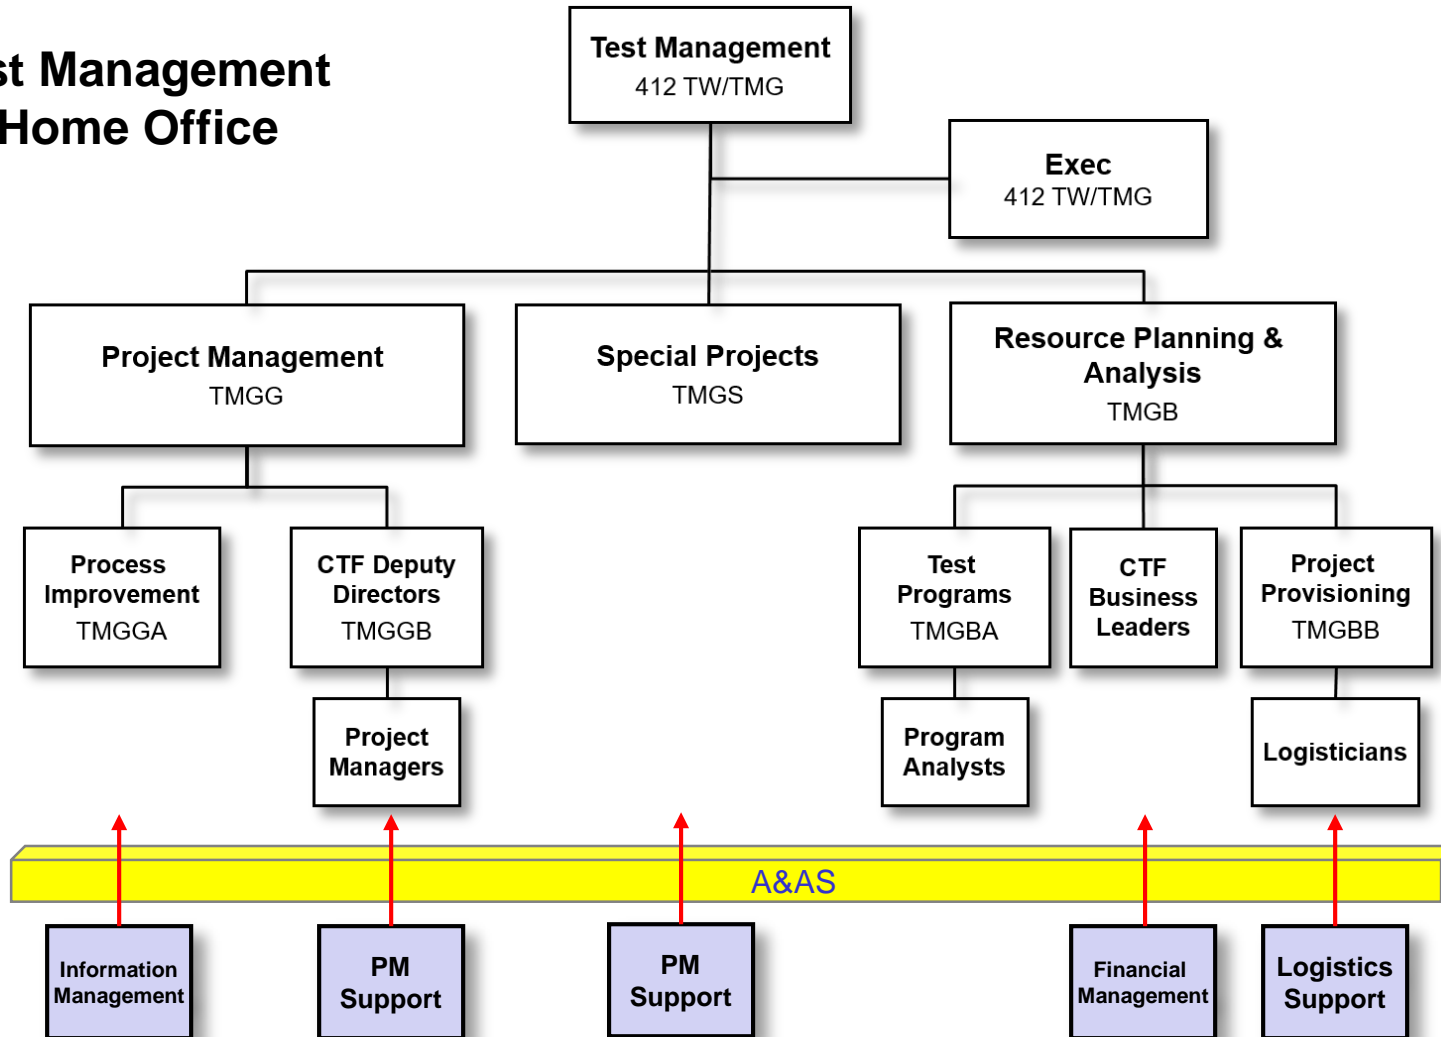 st Management
Home Office
Test Management
412 TW/TMG
Exec
412 TW/TMG
Project Management
TMGG
Special Projects
TMGS
Resource Planning &
Analysis
TMGB
Process
Improvement
TMGGA
CTF Deputy
Directors
TMGGB
Test
Programs
TMGBA
CTF
Business
Leaders
Project
Provisioning
TMGBB
Project
Managers
Program
Analysts
Logisticians
A&AS
Information
Management
PM
Support
PM
Support
Financial
Management
Logistics
Support